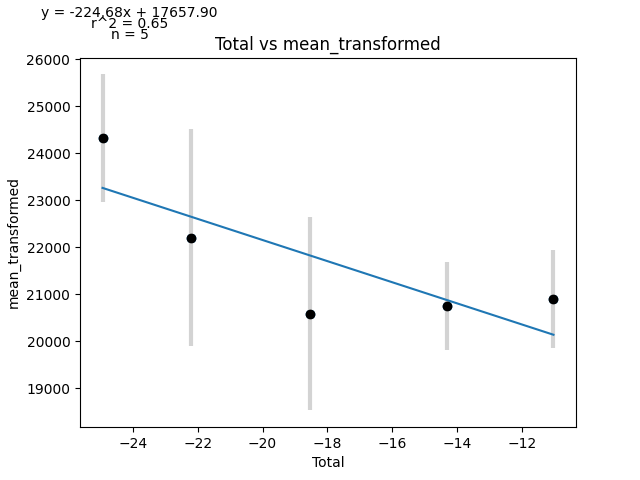 y = -224.68x + 17657.90
r^2 = 0.65
n = 5
Total vs mean_transformed
26000
25000
24000
23000
22000
21000
20000
19000
mean_transformed
−24
−22
−20
−18
−16
−14
−12
Total